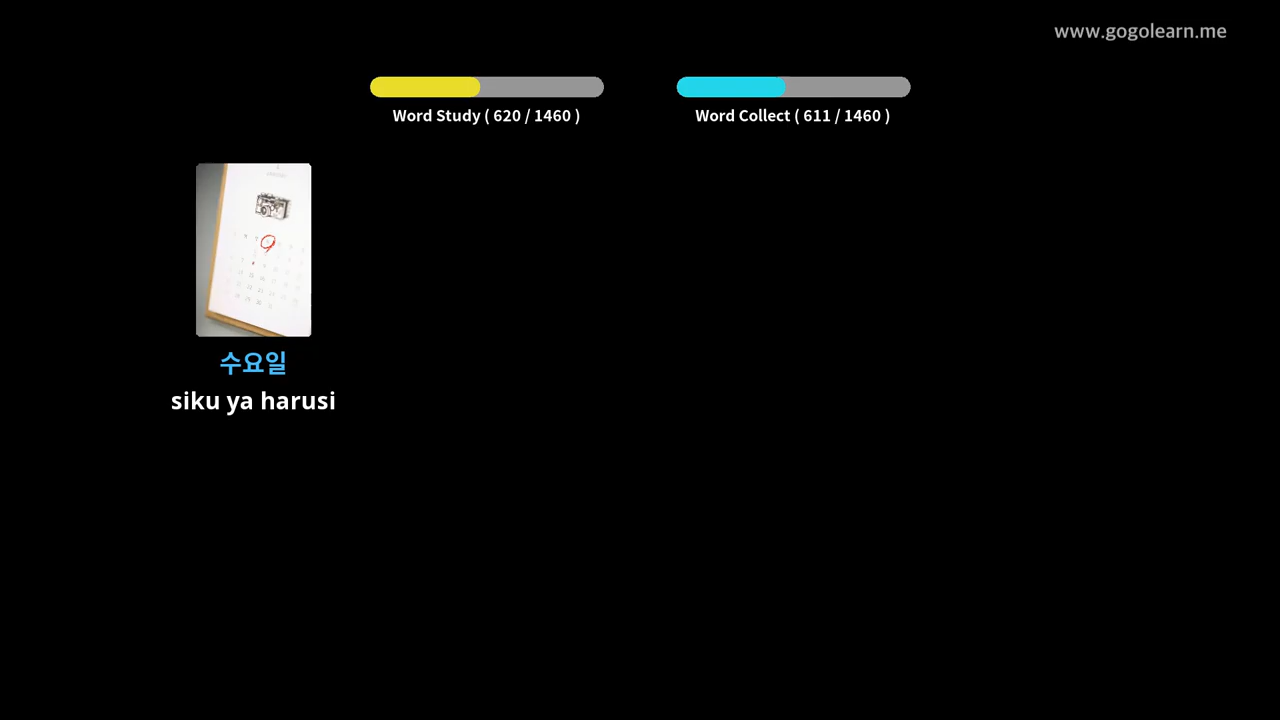 www.gogolearn.me
Word Study ( 620 / 1460 )
Word Collect ( 611 / 1460 )
수요일
siku ya harusi